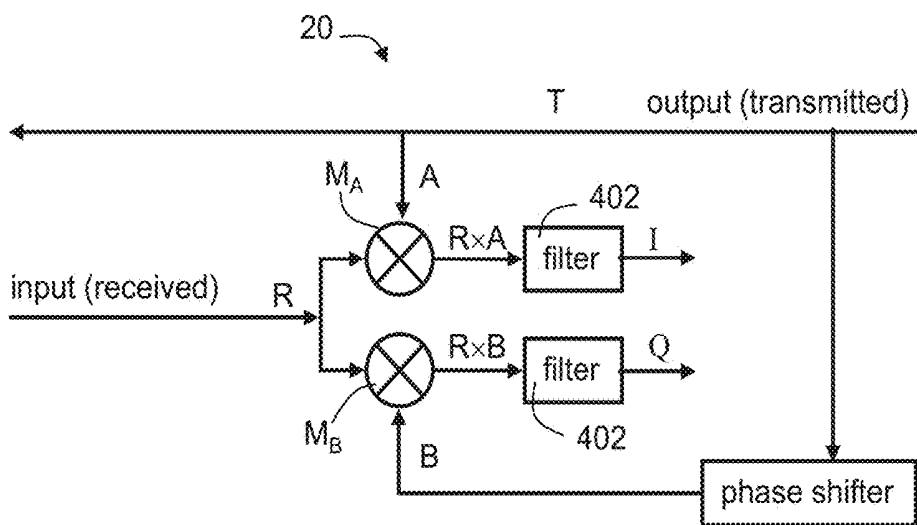 20
T output (transmitted)
M_A A
402
R×A filter I
input (received) R
R×B filter Q
M_B 402
B
phase shifter